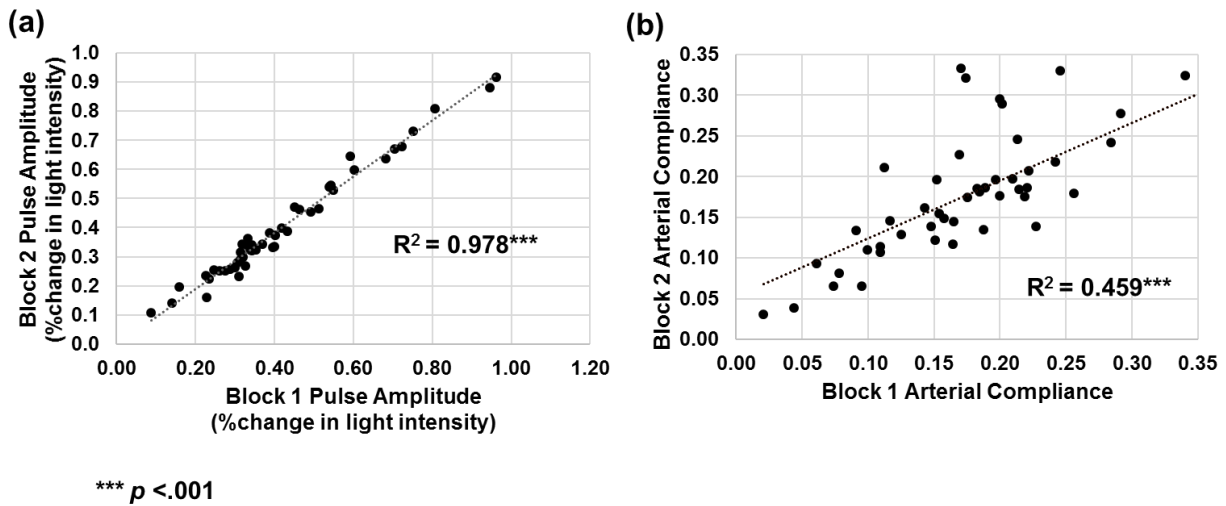 (a)
Block 2 Pulse Amplitude
(%change in light intensity)
1.0
0.9
0.8
0.7
0.6
0.5
0.4
0.3
0.2
0.1
0.0
R² = 0.978***
0.00 0.20 0.40 0.60 0.80 1.00 1.20
Block 1 Pulse Amplitude
(%change in light intensity)
(b)
Block 2 Arterial Compliance
0.35
0.30
0.25
0.20
0.15
0.10
0.05
0.00
R² = 0.459***
0.00 0.05 0.10 0.15 0.20 0.25 0.30 0.35
Block 1 Arterial Compliance
*** p <.001